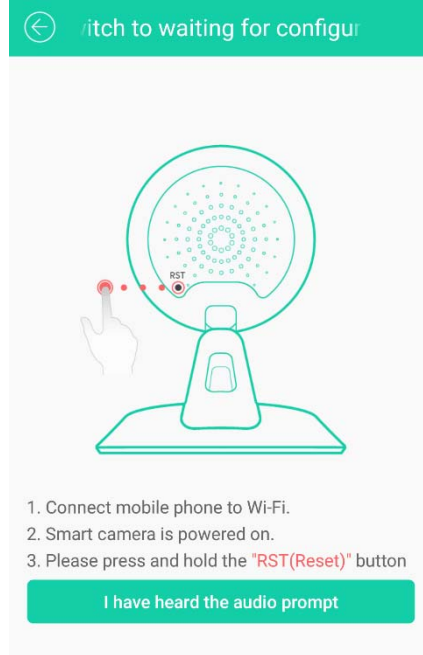 itch to waiting for configur
RST
1. Connect mobile phone to Wi-Fi.
2. Smart camera is powered on.
3. Please press and hold the "RST(Reset)" button
I have heard the audio prompt